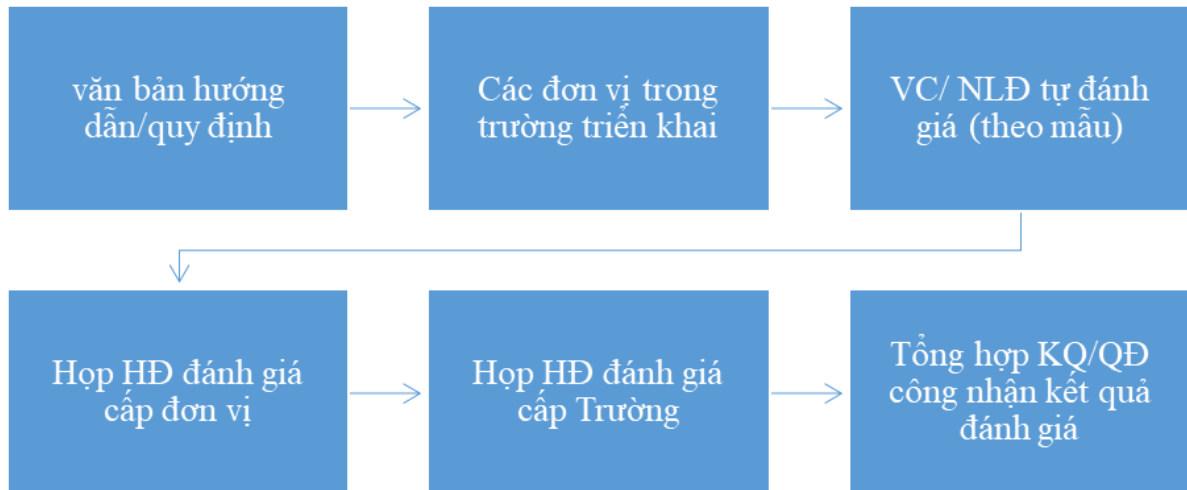 văn bản hướng
dẫn/quy định
Các đơn vị trong
trường triển khai
VC/ NLĐ tự đánh
giá (theo mẫu)
Họp HĐ đánh giá
cấp đơn vị
Họp HĐ đánh giá
cấp Trường
Tổng hợp KQ/QĐ
công nhận kết quả
đánh giá